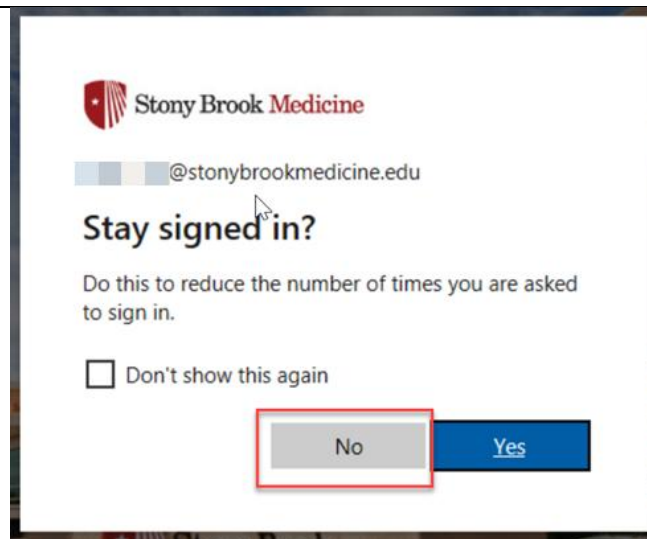 Stony Brook Medicine
@stonybrookmedicine.edu
Stay signed in?
Do this to reduce the number of times you are asked
to sign in.
Don't show this again
No Yes